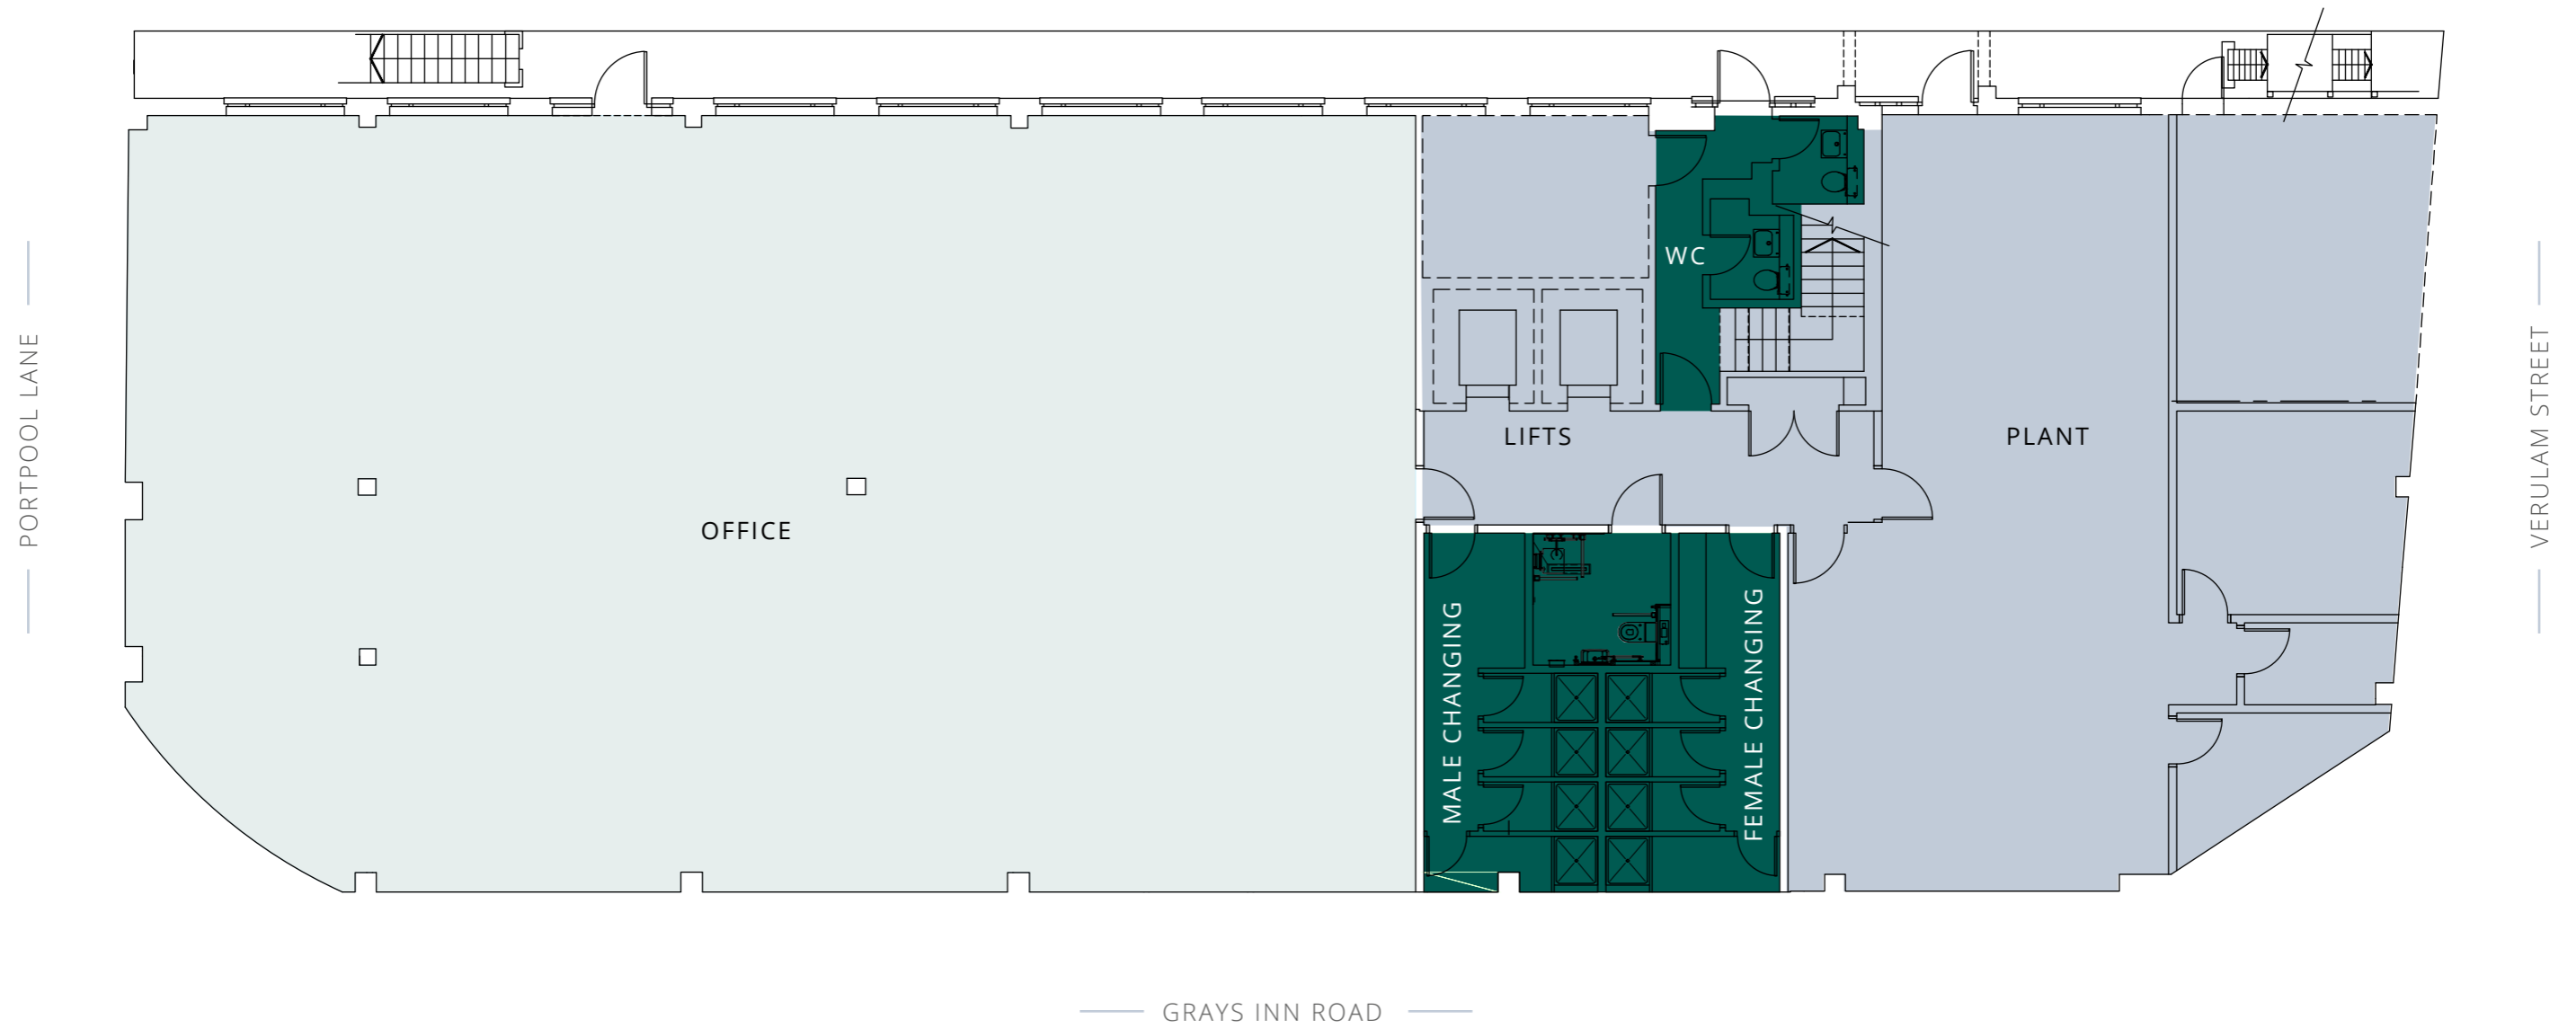 WC
PORTPOOL LANE
VERULAM STREET
LIFTS
PLANT
OFFICE
MALE CHANGING
FEMALE CHANGING
GRAYS INN ROAD